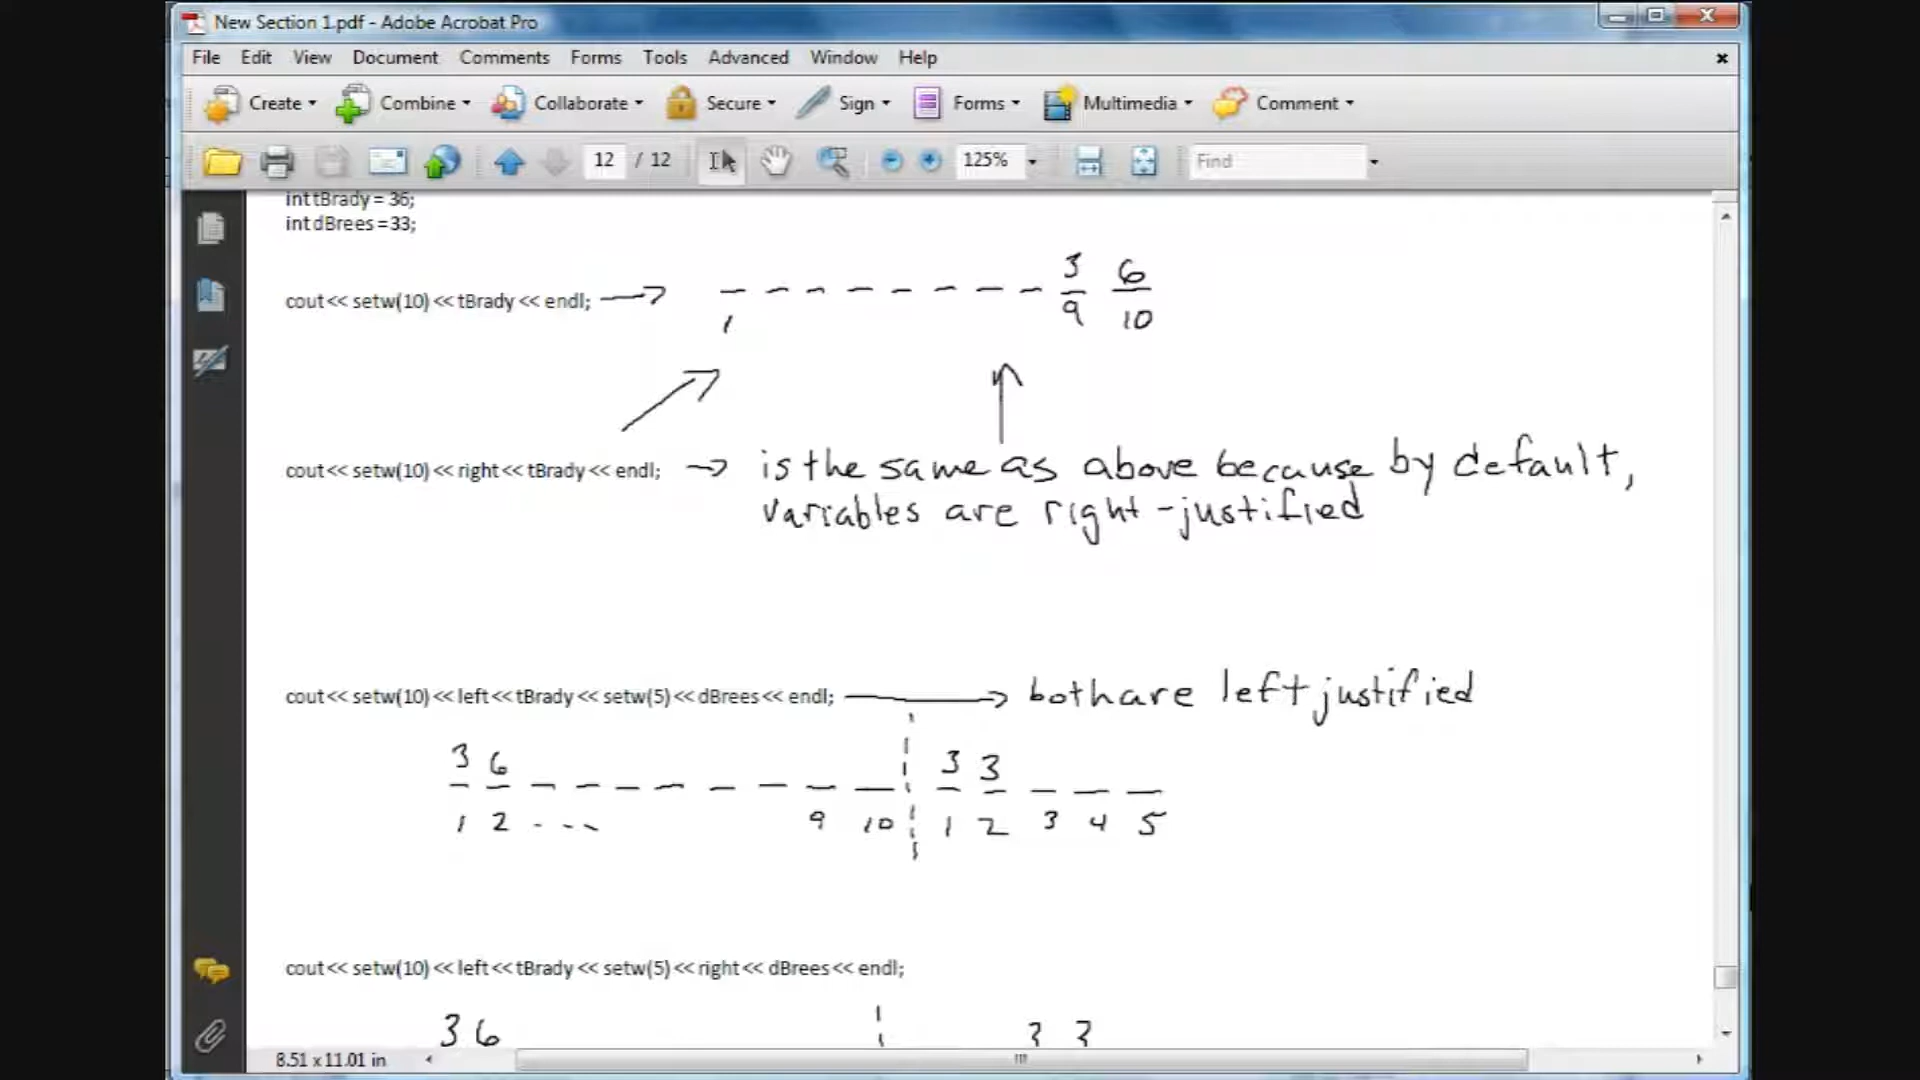 New Section 1.pdf - Adobe Acrobat Pro
File Edit View Document Comments Forms Tools Advanced Window Help
Create Combine Collaborate Secure Sign Forms Multimedia Comment
12 / 12 125% Find
int tBrady = 36;
int dBrees = 33;
3 6
cout<< setw(10) << tBrady << endl;
1 9 10
cout<< setw(10) << right<< tBrady << endl; is the same as above because by default,
variables are right-justified
cout<< setw(10) << left<< tBrady << setw(5) << dBrees << endl; both are left justified
3 6 3 3
1 2 ... 9 10 1 2 3 4 5
cout<< setw(10) << left<< tBrady << setw(5) << right<< dBrees << endl;
3 6 3 3
8.51 x 11.01 in